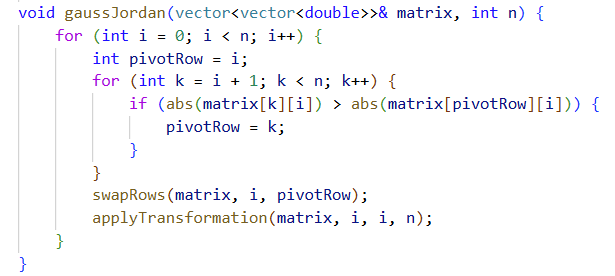 void gaussJordan(vector<vector<double>>& matrix, int n) {
    for (int i = 0; i < n; i++) {
        int pivotRow = i;
        for (int k = i + 1; k < n; k++) {
            if (abs(matrix[k][i]) > abs(matrix[pivotRow][i])) {
                pivotRow = k;
            }
        }
        swapRows(matrix, i, pivotRow);
        applyTransformation(matrix, i, i, n);
    }
}